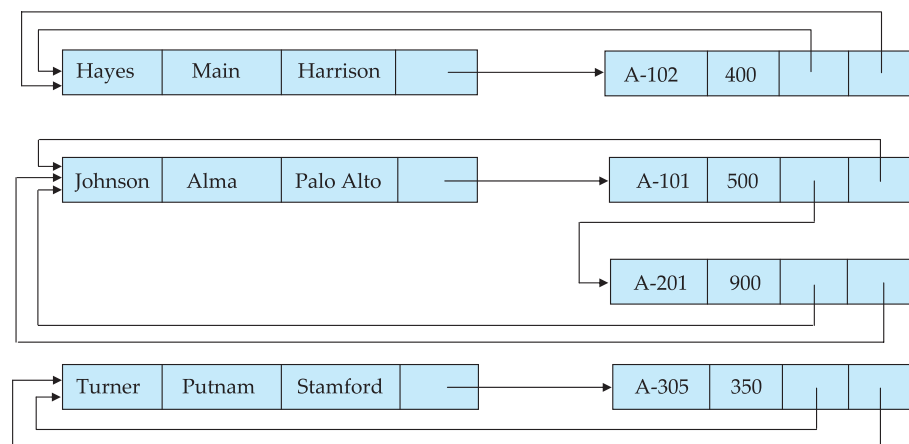 Hayes Main Harrison A-102 400
Johnson Alma Palo Alto A-101 500
A-201 900
Turner Putnam Stamford A-305 350